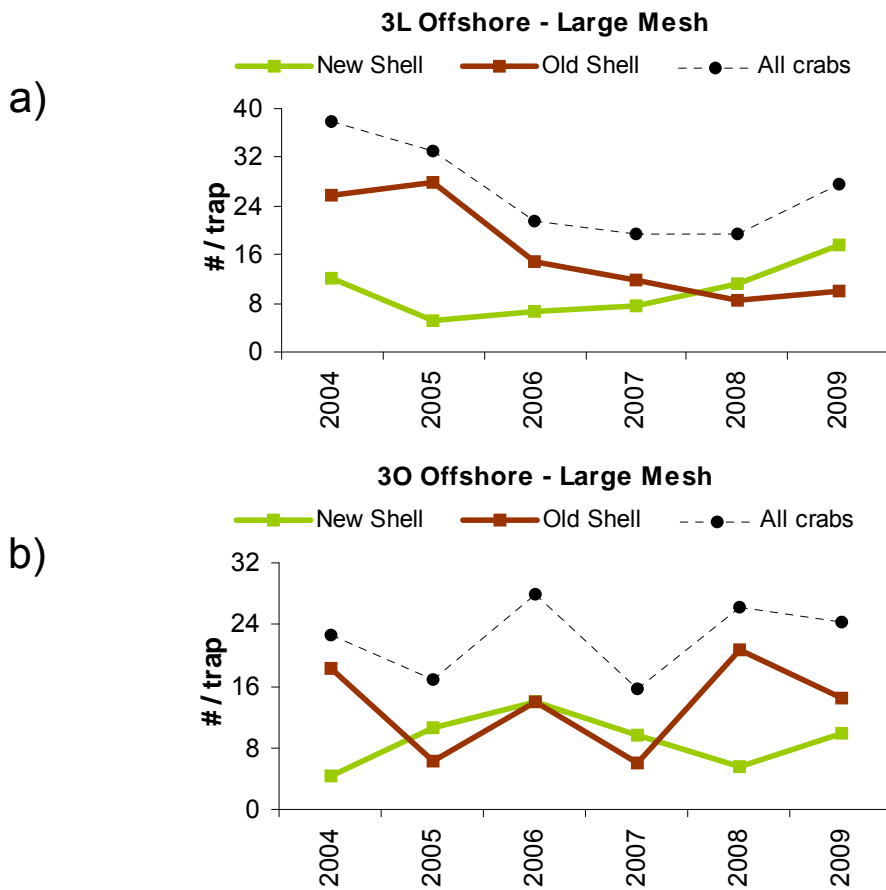 a)
3L Offshore - Large Mesh
New Shell Old Shell All crabs
# / trap
40
32
24
16
8
0
2004 2005 2006 2007 2008 2009
b)
3O Offshore - Large Mesh
New Shell Old Shell All crabs
# / trap
32
24
16
8
0
2004 2005 2006 2007 2008 2009